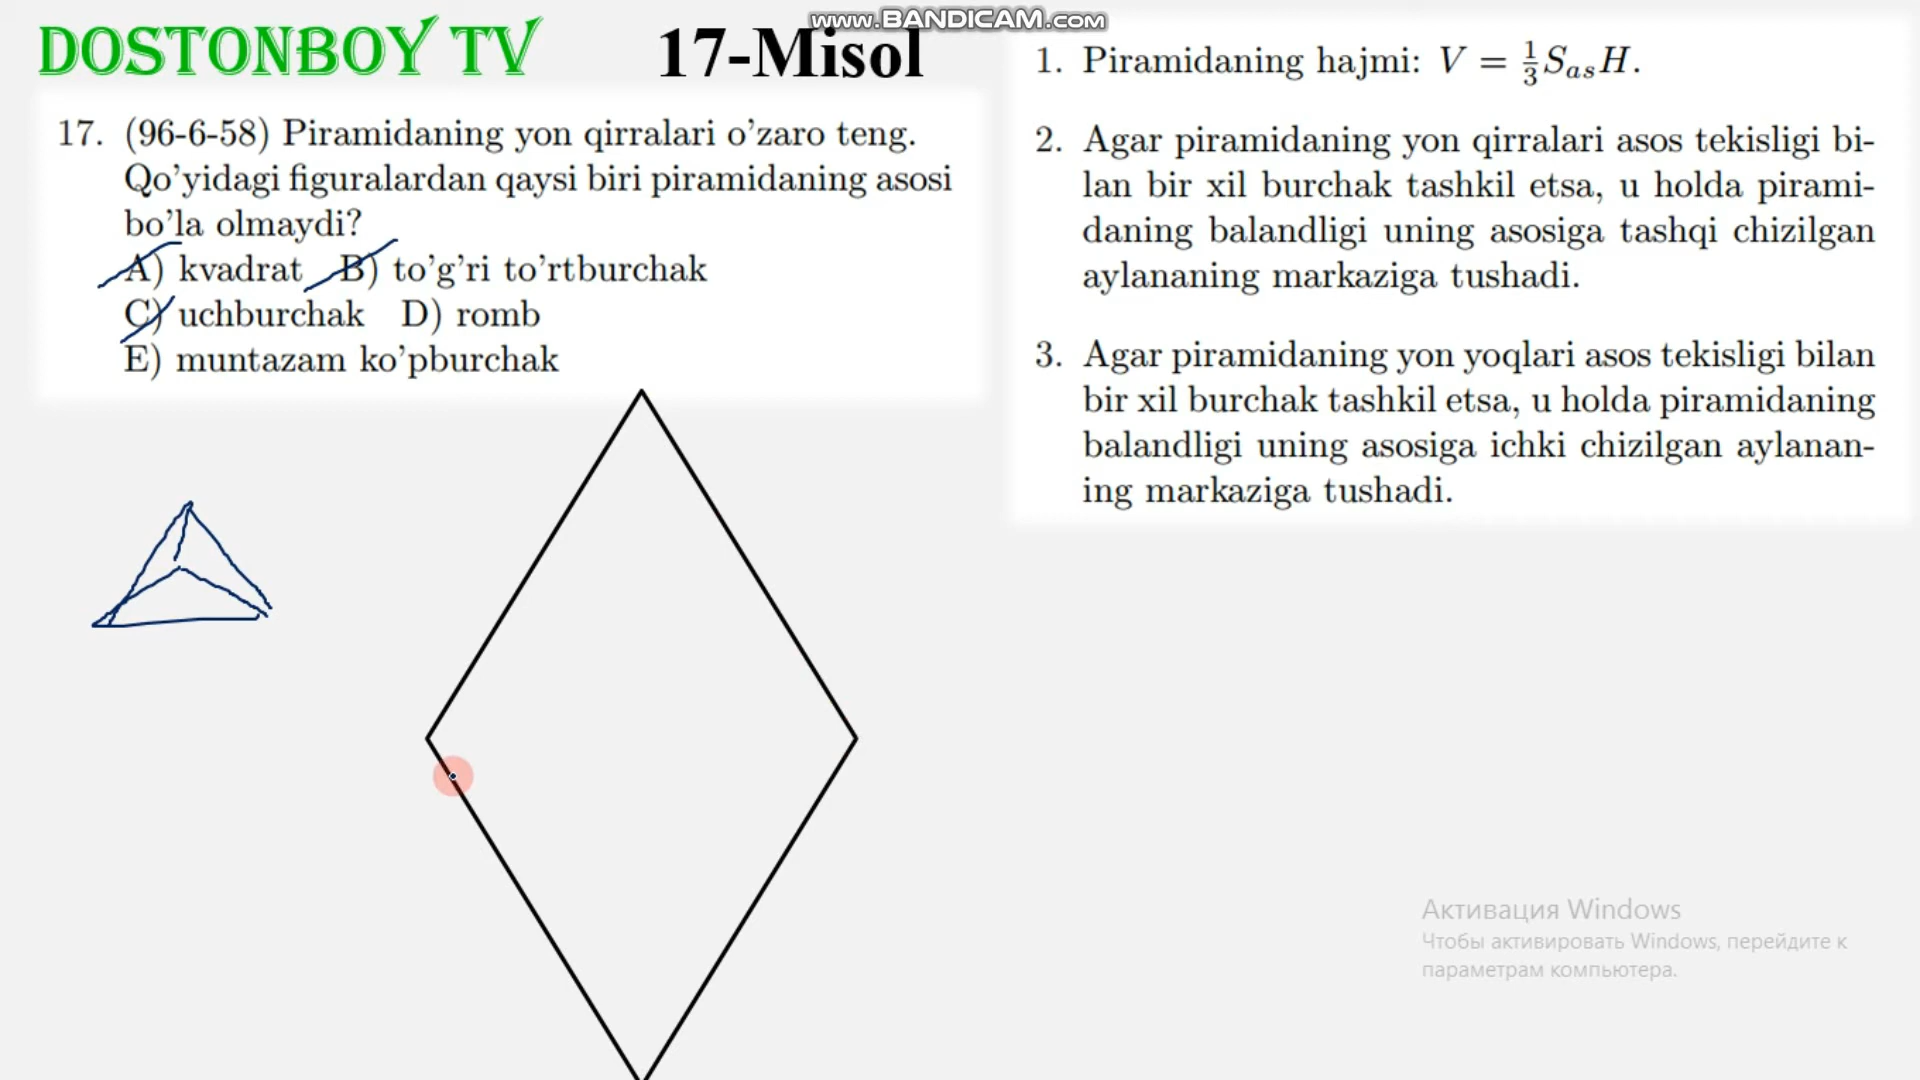 www.BANDICAM.com
DOSTONBOY TV
17-Misol
17. (96-6-58) Piramidaning yon qirralari o'zaro teng.
Qo'yidagi figuralardan qaysi biri piramidaning asosi
bo'la olmaydi?
A) kvadrat B) to'g'ri to'rtburchak
C) uchburchak D) romb
E) muntazam ko'pburchak
1. Piramidaning hajmi: V = 1/3 S_as H.
2. Agar piramidaning yon qirralari asos tekisligi bi-
lan bir xil burchak tashkil etsa, u holda pirami-
daning balandligi uning asosiga tashqi chizilgan
aylananing markaziga tushadi.
3. Agar piramidaning yon yoqlari asos tekisligi bilan
bir xil burchak tashkil etsa, u holda piramidaning
balandligi uning asosiga ichki chizilgan aylanan-
ing markaziga tushadi.
Активация Windows
Чтобы активировать Windows, перейдите к
параметрам компьютера.